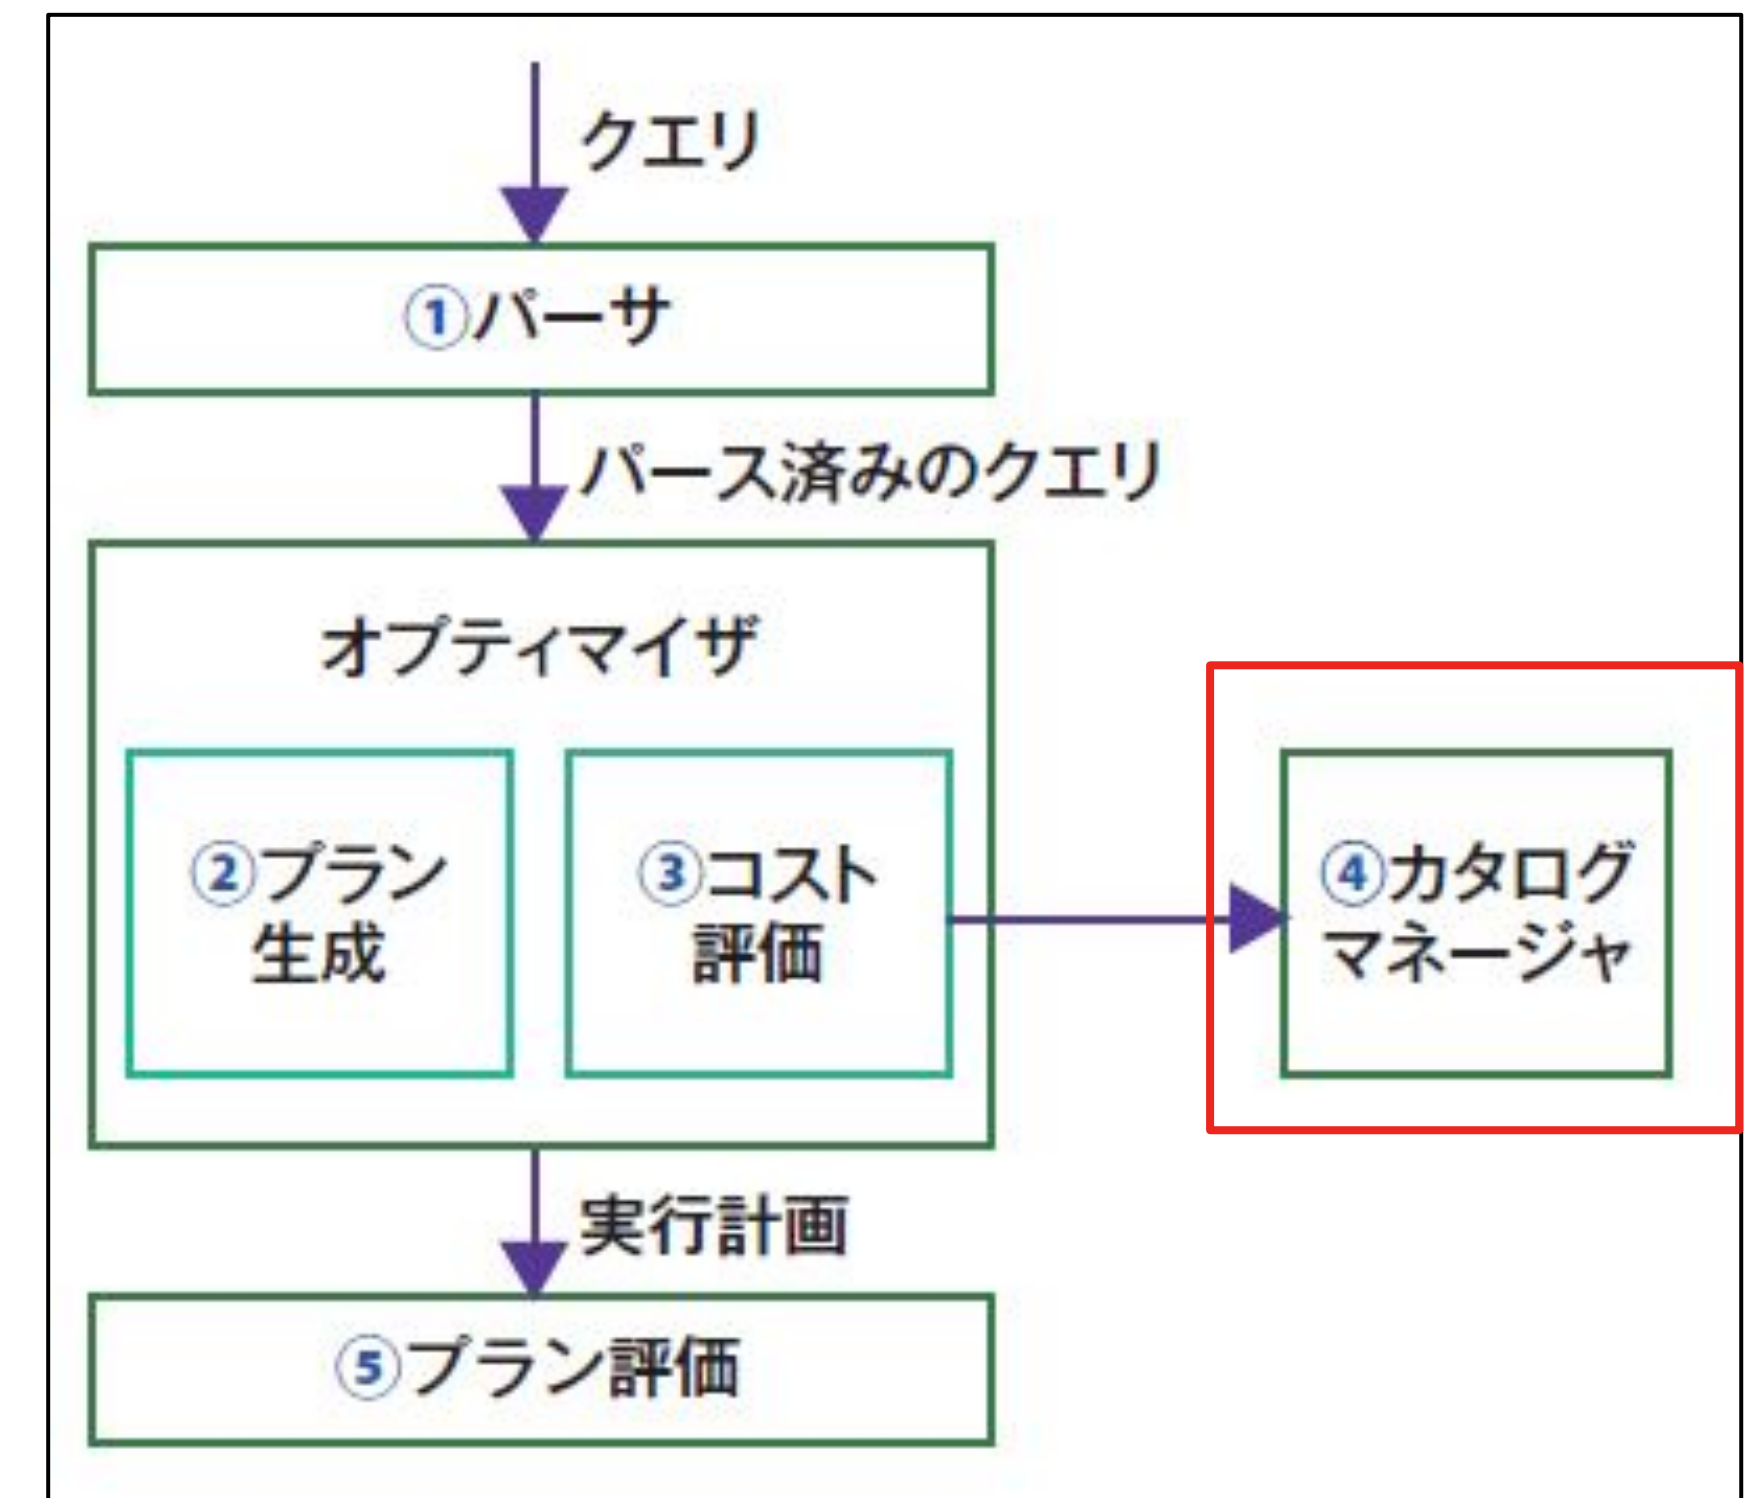 クエリ
①パーサ
パース済みのクエリ
オプティマイザ
②プラン
生成
③コスト
評価
④カタログ
マネージャ
実行計画
⑤プラン評価